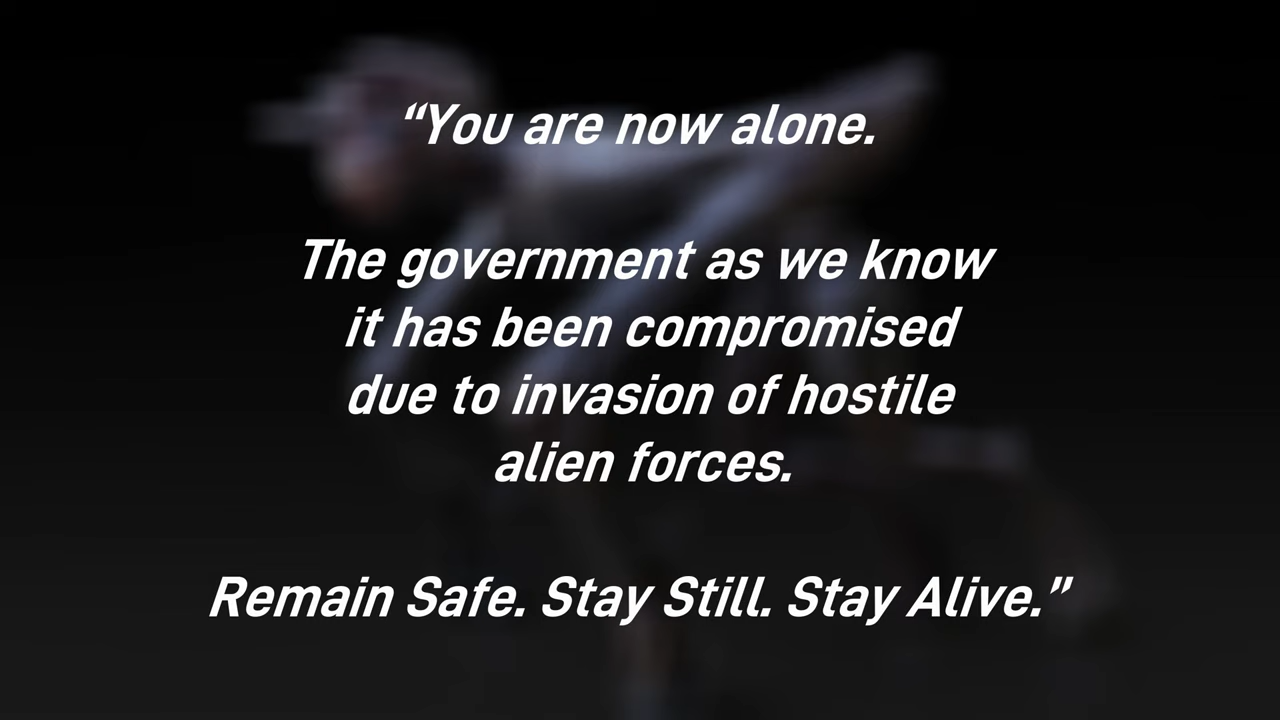 “You are now alone.
The government as we know
it has been compromised
due to invasion of hostile
alien forces.
Remain Safe. Stay Still. Stay Alive.”